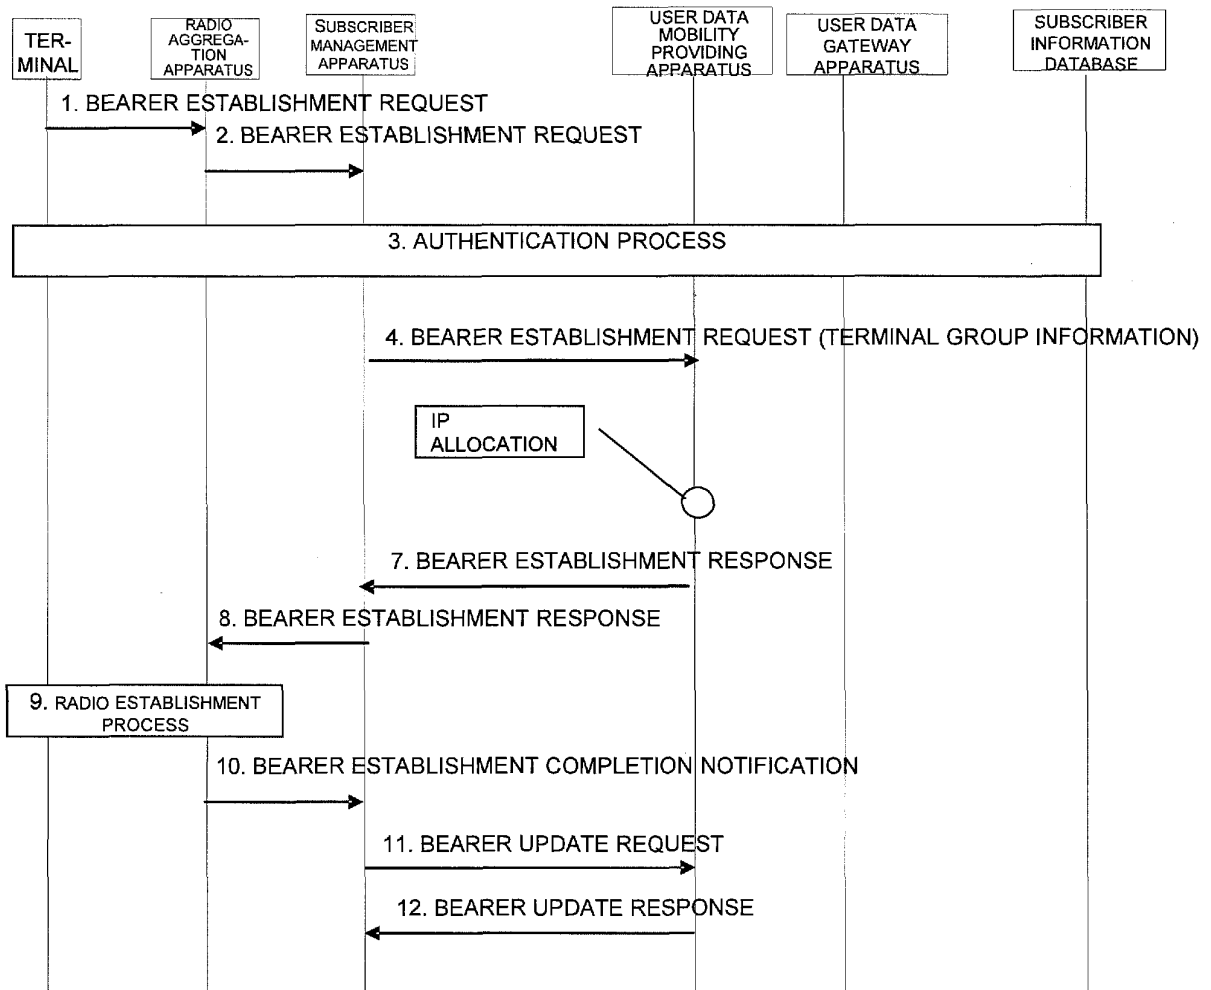 TER-
MINAL
RADIO
AGGREGA-
TION
APPARATUS
SUBSCRIBER
MANAGEMENT
APPARATUS
USER DATA
MOBILITY
PROVIDING
APPARATUS
USER DATA
GATEWAY
APPARATUS
SUBSCRIBER
INFORMATION
DATABASE
1. BEARER ESTABLISHMENT REQUEST
2. BEARER ESTABLISHMENT REQUEST
3. AUTHENTICATION PROCESS
4. BEARER ESTABLISHMENT REQUEST (TERMINAL GROUP INFORMATION)
IP
ALLOCATION
7. BEARER ESTABLISHMENT RESPONSE
8. BEARER ESTABLISHMENT RESPONSE
9. RADIO ESTABLISHMENT
PROCESS
10. BEARER ESTABLISHMENT COMPLETION NOTIFICATION
11. BEARER UPDATE REQUEST
12. BEARER UPDATE RESPONSE